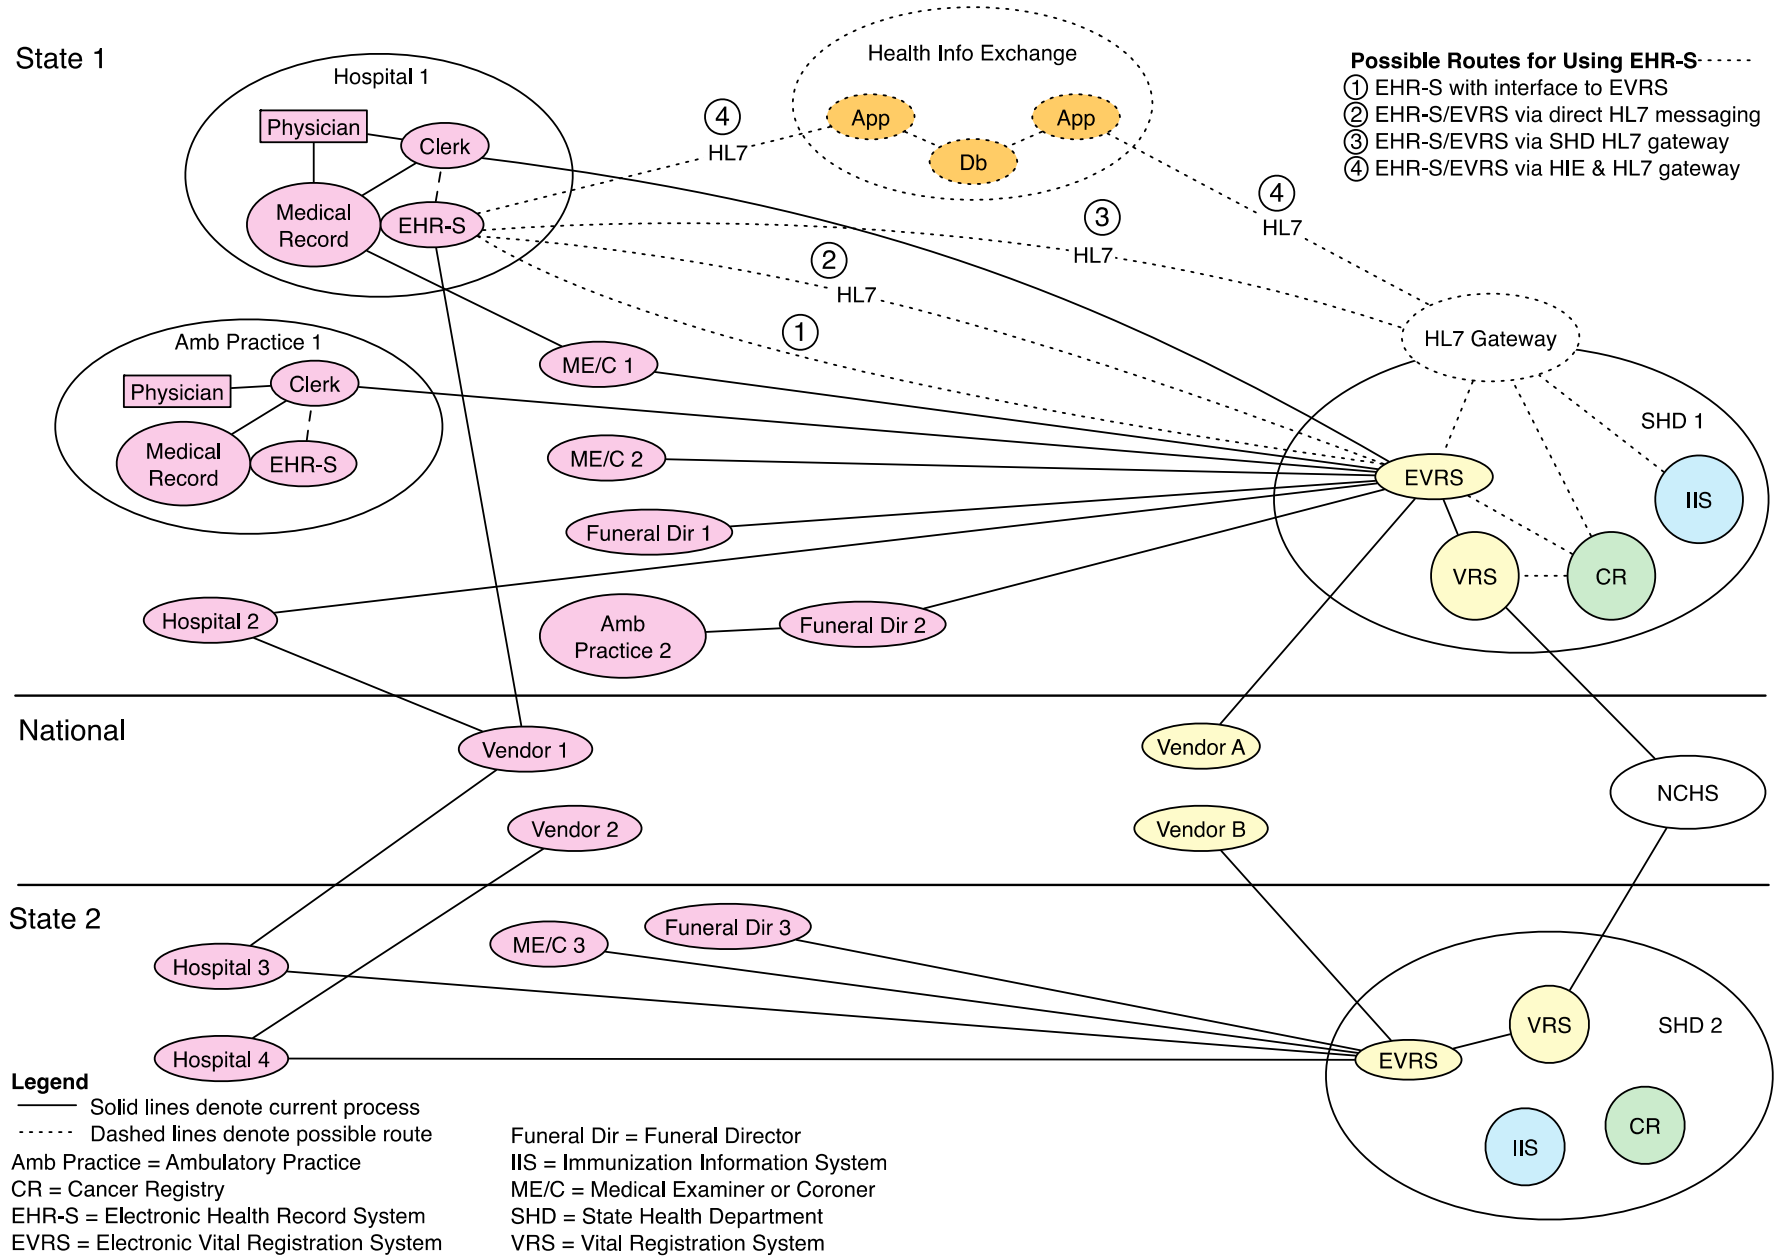 State 1
Hospital 1
Physician
Clerk
Medical
Record
EHR-S
Health Info Exchange
App
App
Db
Possible Routes for Using EHR-S
1 EHR-S with interface to EVRS
2 EHR-S/EVRS via direct HL7 messaging
3 EHR-S/EVRS via SHD HL7 gateway
4 EHR-S/EVRS via HIE & HL7 gateway
4
HL7
4
HL7
3
HL7
2
HL7
1
HL7 Gateway
Amb Practice 1
Physician
Clerk
Medical
Record
EHR-S
ME/C 1
ME/C 2
Funeral Dir 1
Hospital 2
Amb
Practice 2
Funeral Dir 2
SHD 1
EVRS
IIS
VRS
CR
National
Vendor 1
Vendor A
NCHS
Vendor 2
Vendor B
State 2
Funeral Dir 3
ME/C 3
Hospital 3
Hospital 4
VRS
SHD 2
EVRS
CR
IIS
Legend
Solid lines denote current process
Dashed lines denote possible route
Amb Practice = Ambulatory Practice
CR = Cancer Registry
EHR-S = Electronic Health Record System
EVRS = Electronic Vital Registration System
Funeral Dir = Funeral Director
IIS = Immunization Information System
ME/C = Medical Examiner or Coroner
SHD = State Health Department
VRS = Vital Registration System